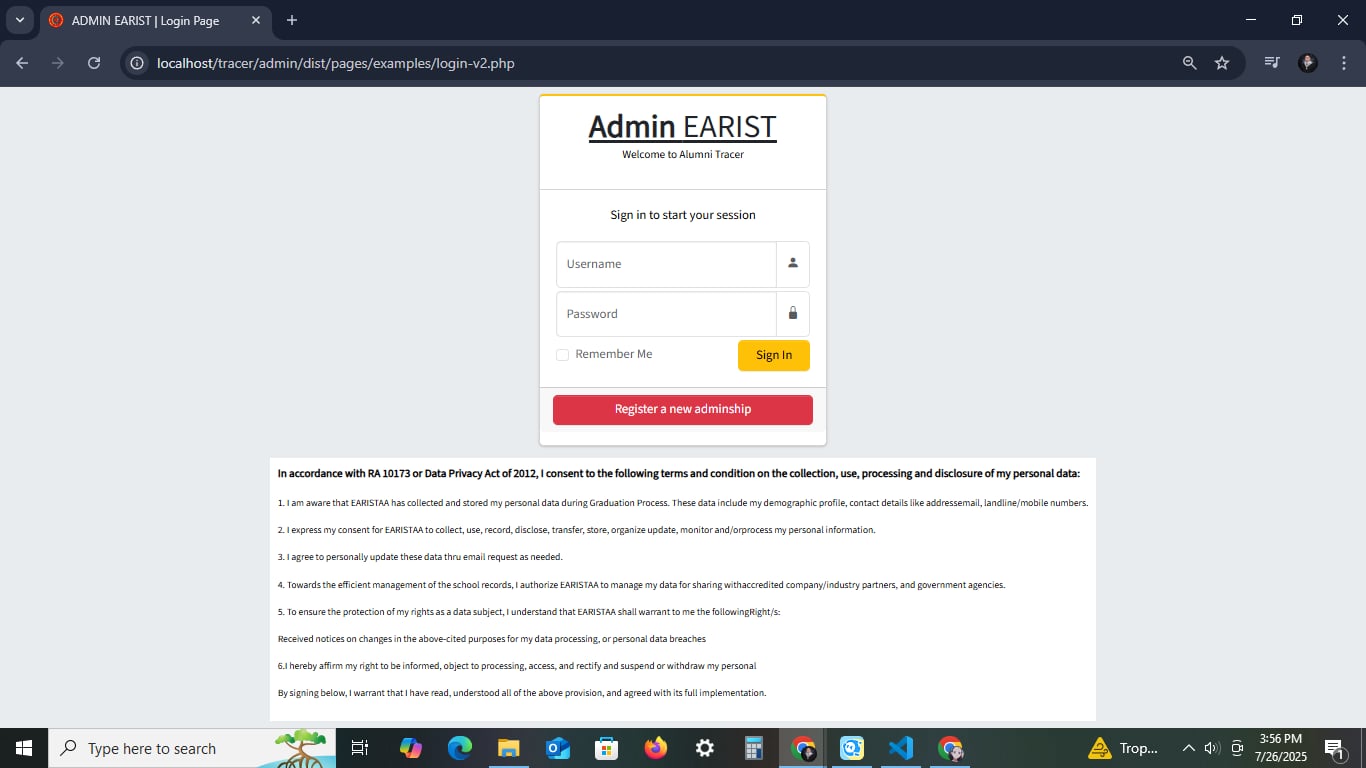 ADMIN EARIST | Login Page
localhost/tracer/admin/dist/pages/examples/login-v2.php
Admin EARIST
Welcome to Alumni Tracer
Sign in to start your session
Username
Password
Remember Me
Sign In
Register a new adminship
In accordance with RA 10173 or Data Privacy Act of 2012, I consent to the following terms and condition on the collection, use, processing and disclosure of my personal data:
1. I am aware that EARISTAA has collected and stored my personal data during Graduation Process. These data include my demographic profile, contact details like addressemail, landline/mobile numbers.
2. I express my consent for EARISTAA to collect, use, record, disclose, transfer, store, organize update, monitor and/orprocess my personal information.
3. I agree to personally update these data thru email request as needed.
4. Towards the efficient management of the school records, I authorize EARISTAA to manage my data for sharing withaccredited company/industry partners, and government agencies.
5. To ensure the protection of my rights as a data subject, I understand that EARISTAA shall warrant to me the followingRight/s:
Received notices on changes in the above-cited purposes for my data processing, or personal data breaches
6.I hereby affirm my right to be informed, object to processing, access, and rectify and suspend or withdraw my personal
By signing below, I warrant that I have read, understood all of the above provision, and agreed with its full implementation.
Type here to search
Trop...
3:56 PM
7/26/2025
1